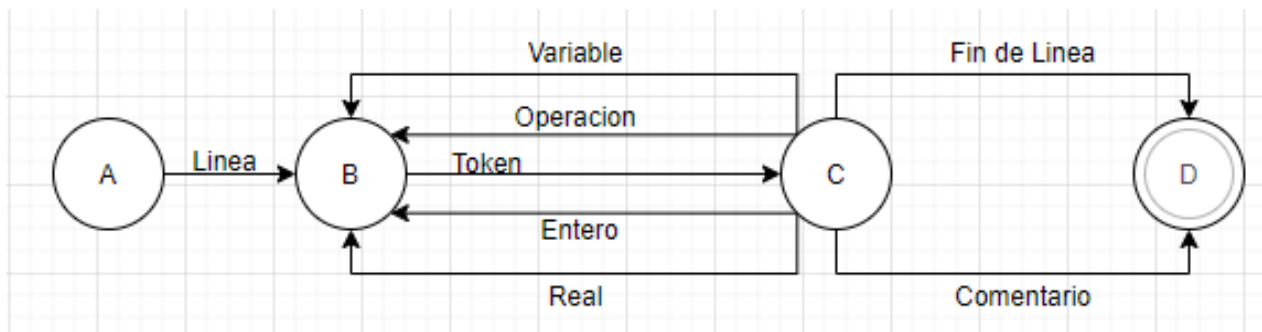 Variable
Fin de Linea
Operacion
A
Linea
B
Token
C
D
Entero
Real
Comentario